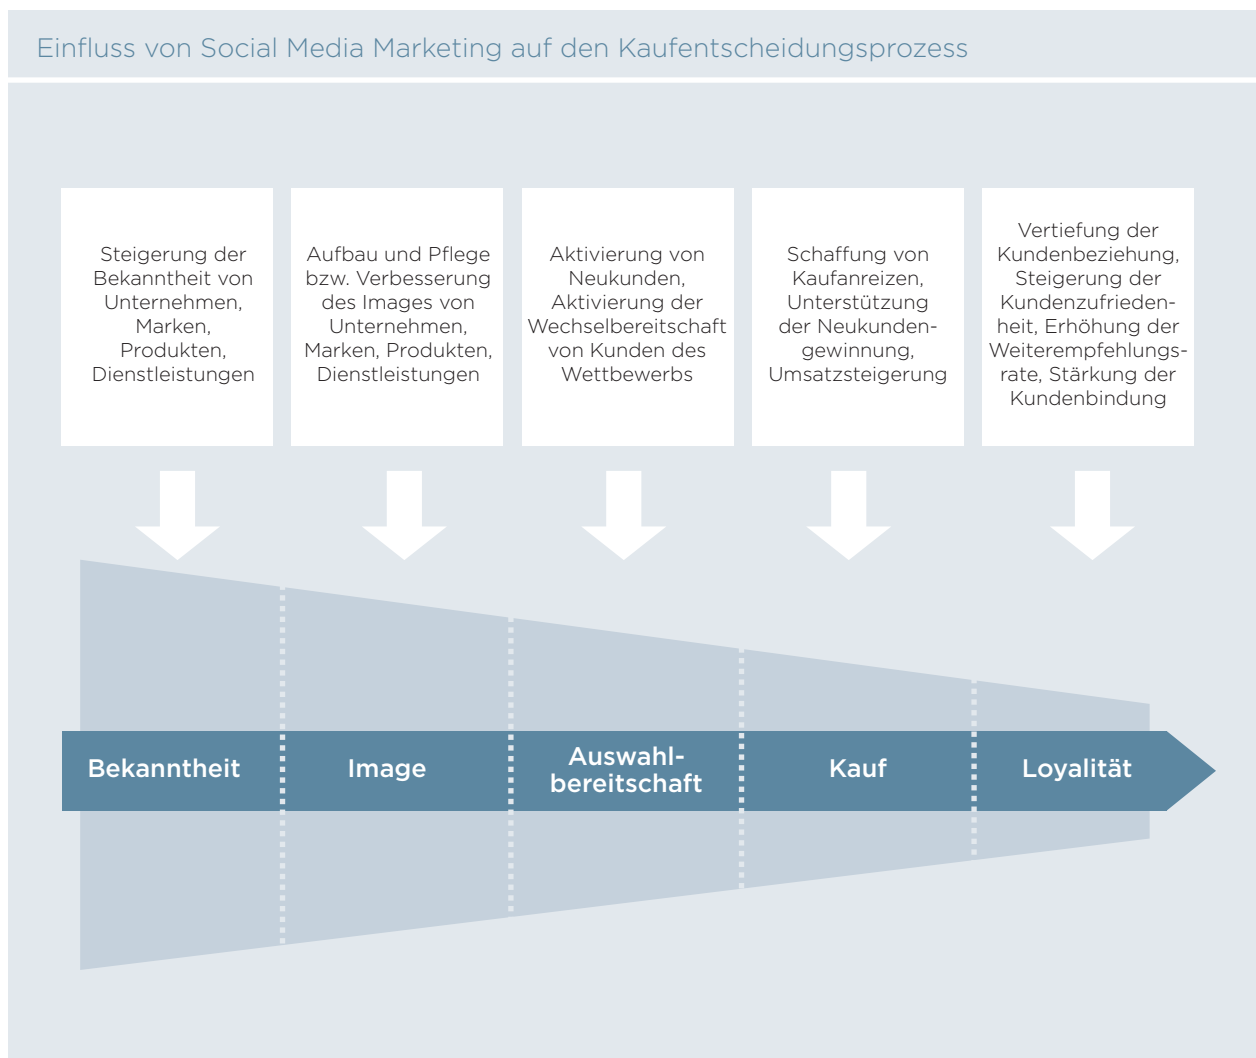 Einfluss von Social Media Marketing auf den Kaufentscheidungsprozess
Steigerung der
Bekanntheit von
Unternehmen,
Marken,
Produkten,
Dienstleistungen
Aufbau und Pflege
bzw. Verbesserung
des Images von
Unternehmen,
Marken, Produkten,
Dienstleistungen
Aktivierung von
Neukunden,
Aktivierung der
Wechselbereitschaft
von Kunden des
Wettbewerbs
Schaffung von
Kaufanreizen,
Unterstützung
der Neukunden-
gewinnung,
Umsatzsteigerung
Vertiefung der
Kundenbeziehung,
Steigerung der
Kundenzufrieden-
heit, Erhöhung der
Weiterempfehlungs-
rate, Stärkung der
Kundenbindung
Bekanntheit
Image
Auswahl-
bereitschaft
Kauf
Loyalität